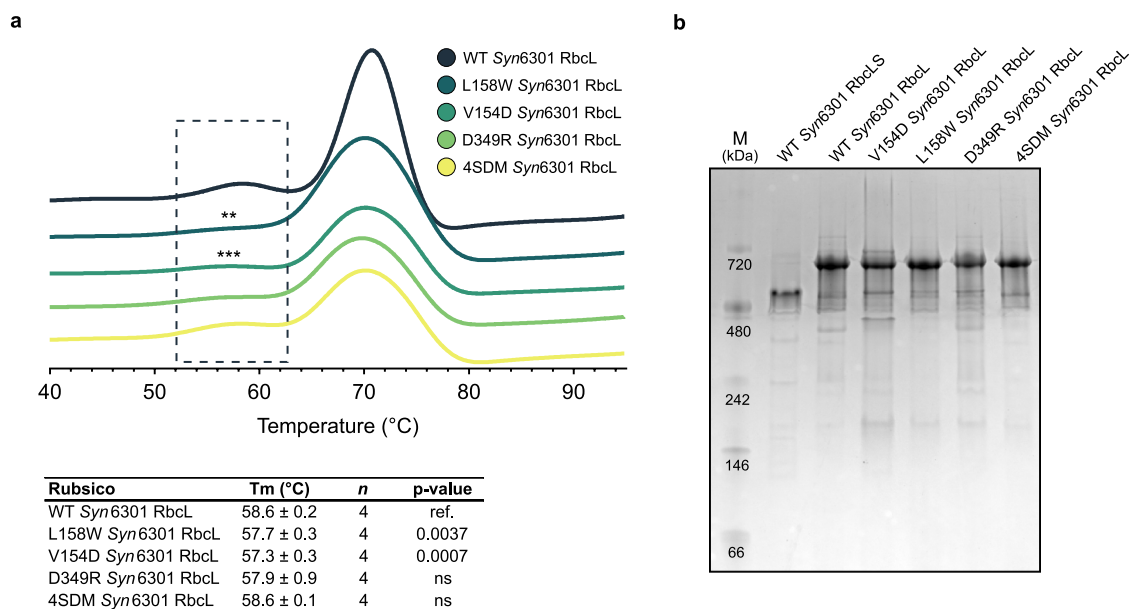 a
WT Syn6301 RbcL
L158W Syn6301 RbcL
V154D Syn6301 RbcL
D349R Syn6301 RbcL
4SDM Syn6301 RbcL
**
***
40 50 60 70 80 90
Temperature (°C)
Rubsico Tm (°C) n p-value
WT Syn6301 RbcL 58.6 ± 0.2 4 ref.
L158W Syn6301 RbcL 57.7 ± 0.3 4 0.0037
V154D Syn6301 RbcL 57.3 ± 0.3 4 0.0007
D349R Syn6301 RbcL 57.9 ± 0.9 4 ns
4SDM Syn6301 RbcL 58.6 ± 0.1 4 ns
b
M
(kDa)
WT Syn6301 RbcLS
WT Syn6301 RbcL
V154D Syn6301 RbcL
L158W Syn6301 RbcL
D349R Syn6301 RbcL
4SDM Syn6301 RbcL
720
480
242
146
66